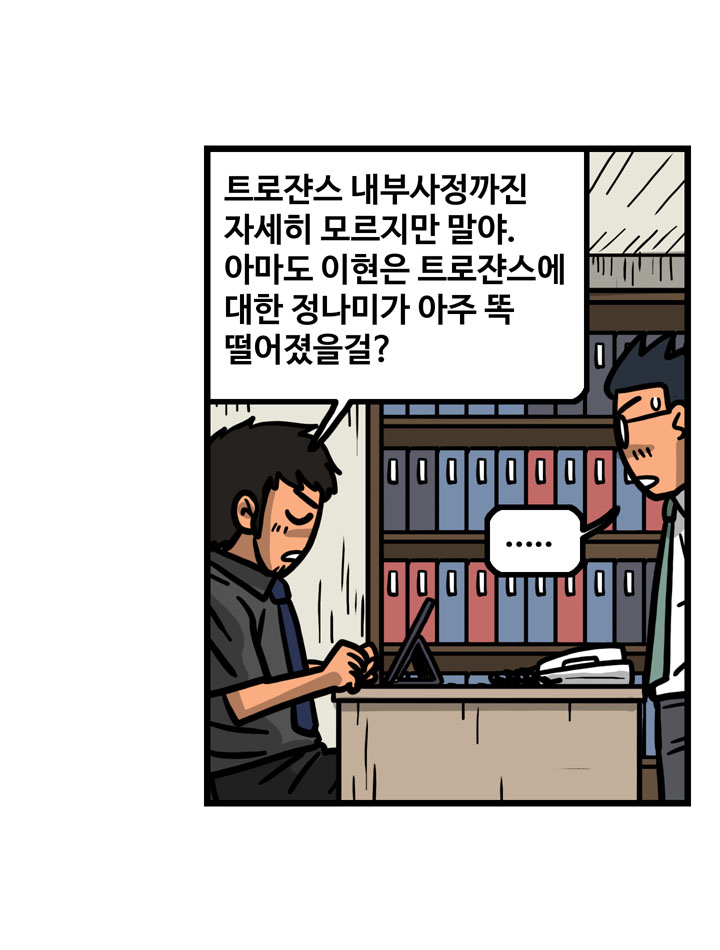 트로쟌스 내부사정까진
자세히 모르지만 말야.
아마도 이현은 트로쟌스에
대한 정나미가 아주 똑
떨어졌을걸?
.....